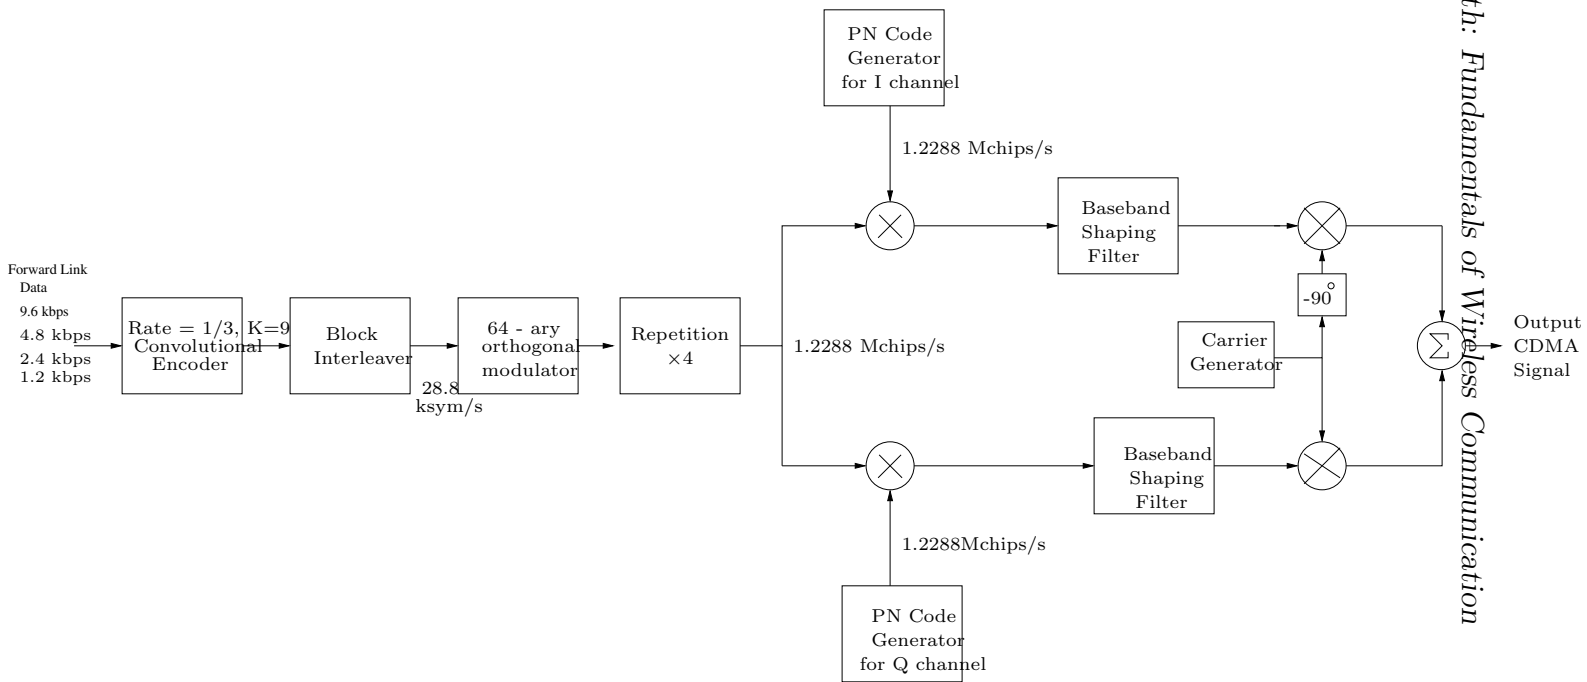 PN Code
Generator
for I channel
1.2288 Mchips/s
Baseband
Shaping
Filter
Forward Link
Data
9.6 kbps
4.8 kbps
2.4 kbps
1.2 kbps
Rate = 1/3, K=9
Convolutional
Encoder
Block
Interleaver
28.8
ksym/s
64 - ary
orthogonal
modulator
Repetition
×4
1.2288 Mchips/s
-90°
Carrier
Generator
Σ
Output
CDMA
Signal
Baseband
Shaping
Filter
1.2288Mchips/s
PN Code
Generator
for Q channel
Fundamentals of Wireless Communication